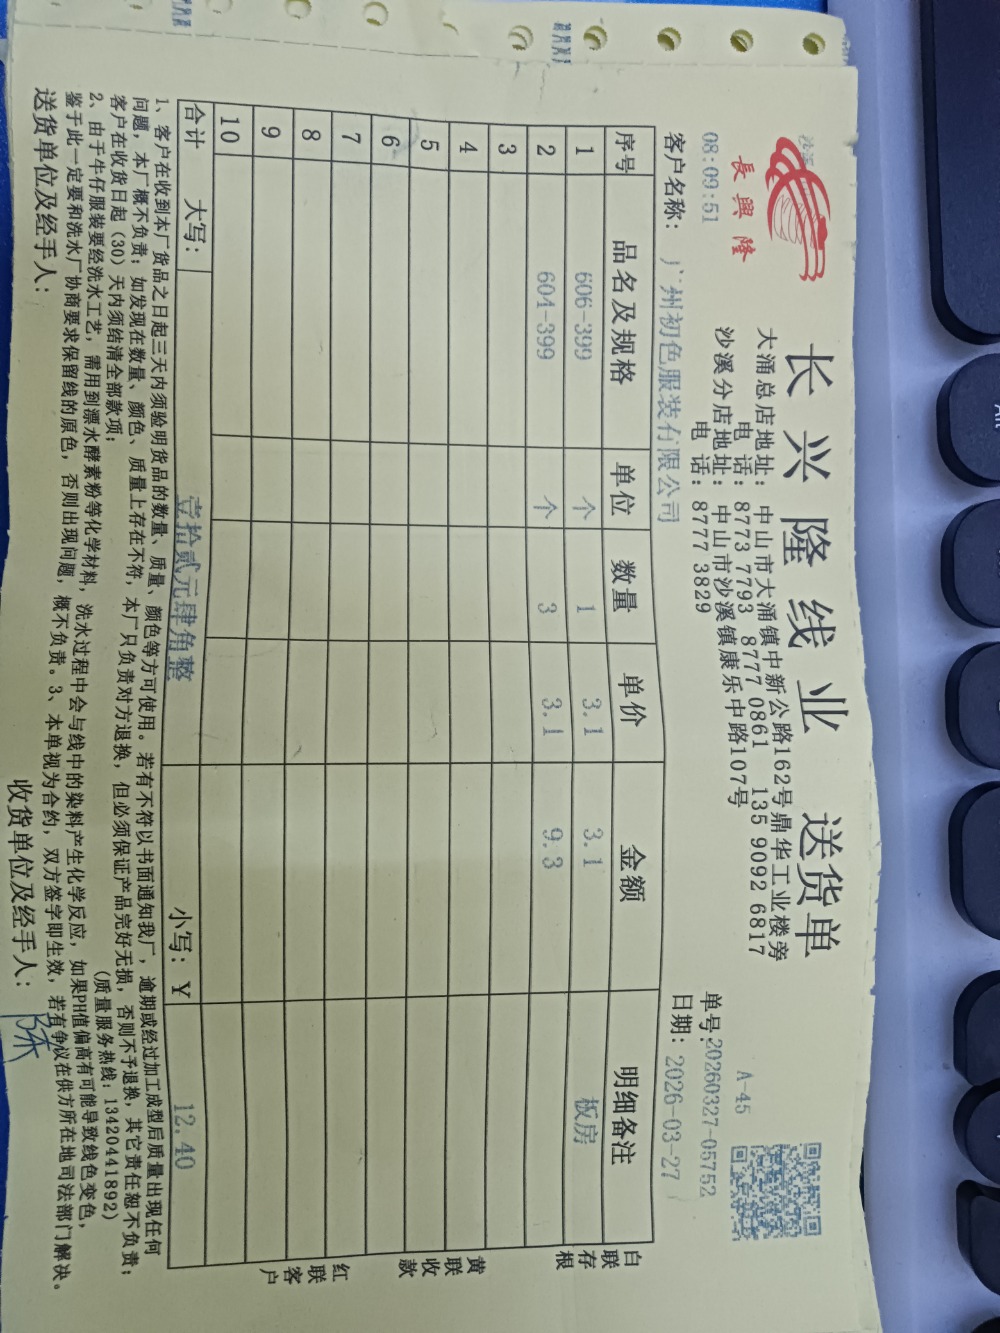 長興隆
长兴隆线业 送货单
大涌总店地址：中山市大涌镇中新公路162号鼎华工业楼旁
电 话：8773 7793 8777 0861 135 9092 6817
沙溪分店地址：中山市沙溪镇康乐中路107号
电 话：8777 3829
08:09:51
A-45
单号：20260327-05752
客户名称：广州初色服装有限公司
日期：2026-03-27
序号 品名及规格 单位 数量 单价 金额 明细备注
1 606-399 个 1 3.1 3.1 板房
2 604-399 个 3 3.1 9.3
3
4
5
6
7
8
9
10
合计 大写：壹拾贰元肆角整 小写：¥ 12.40
白联存根
黄联收款
红联客户
1、客户在收到本厂货品之日起三天内须验明货品的数量、质量、颜色等方可使用。若有不符以书面通知我厂，逾期或经过加工成型后质量出现任何
问题，本厂概不负责；如发现在数量、颜色、质量上存在不符，本厂只负责对方退换，但必须保证产品完好无损，否则不予退换，其它责任恕不负责；
客户在收货日起（30）天内须结清全部款项；
（质量服务热线：13420441892）
2、由于牛仔服装要经洗水工艺，需用到漂水酵素粉等化学材料，洗水过程中会与线中的染料产生化学反应，如果PH值偏高有可能导致线色变色，
鉴于此一定要和洗水厂协商要求保留线的原色，否则出现问题，概不负责。3、本单视为合约，双方签字即生效，若有争议在供方所在地司法部门解决。
送货单位及经手人： 收货单位及经手人：陈